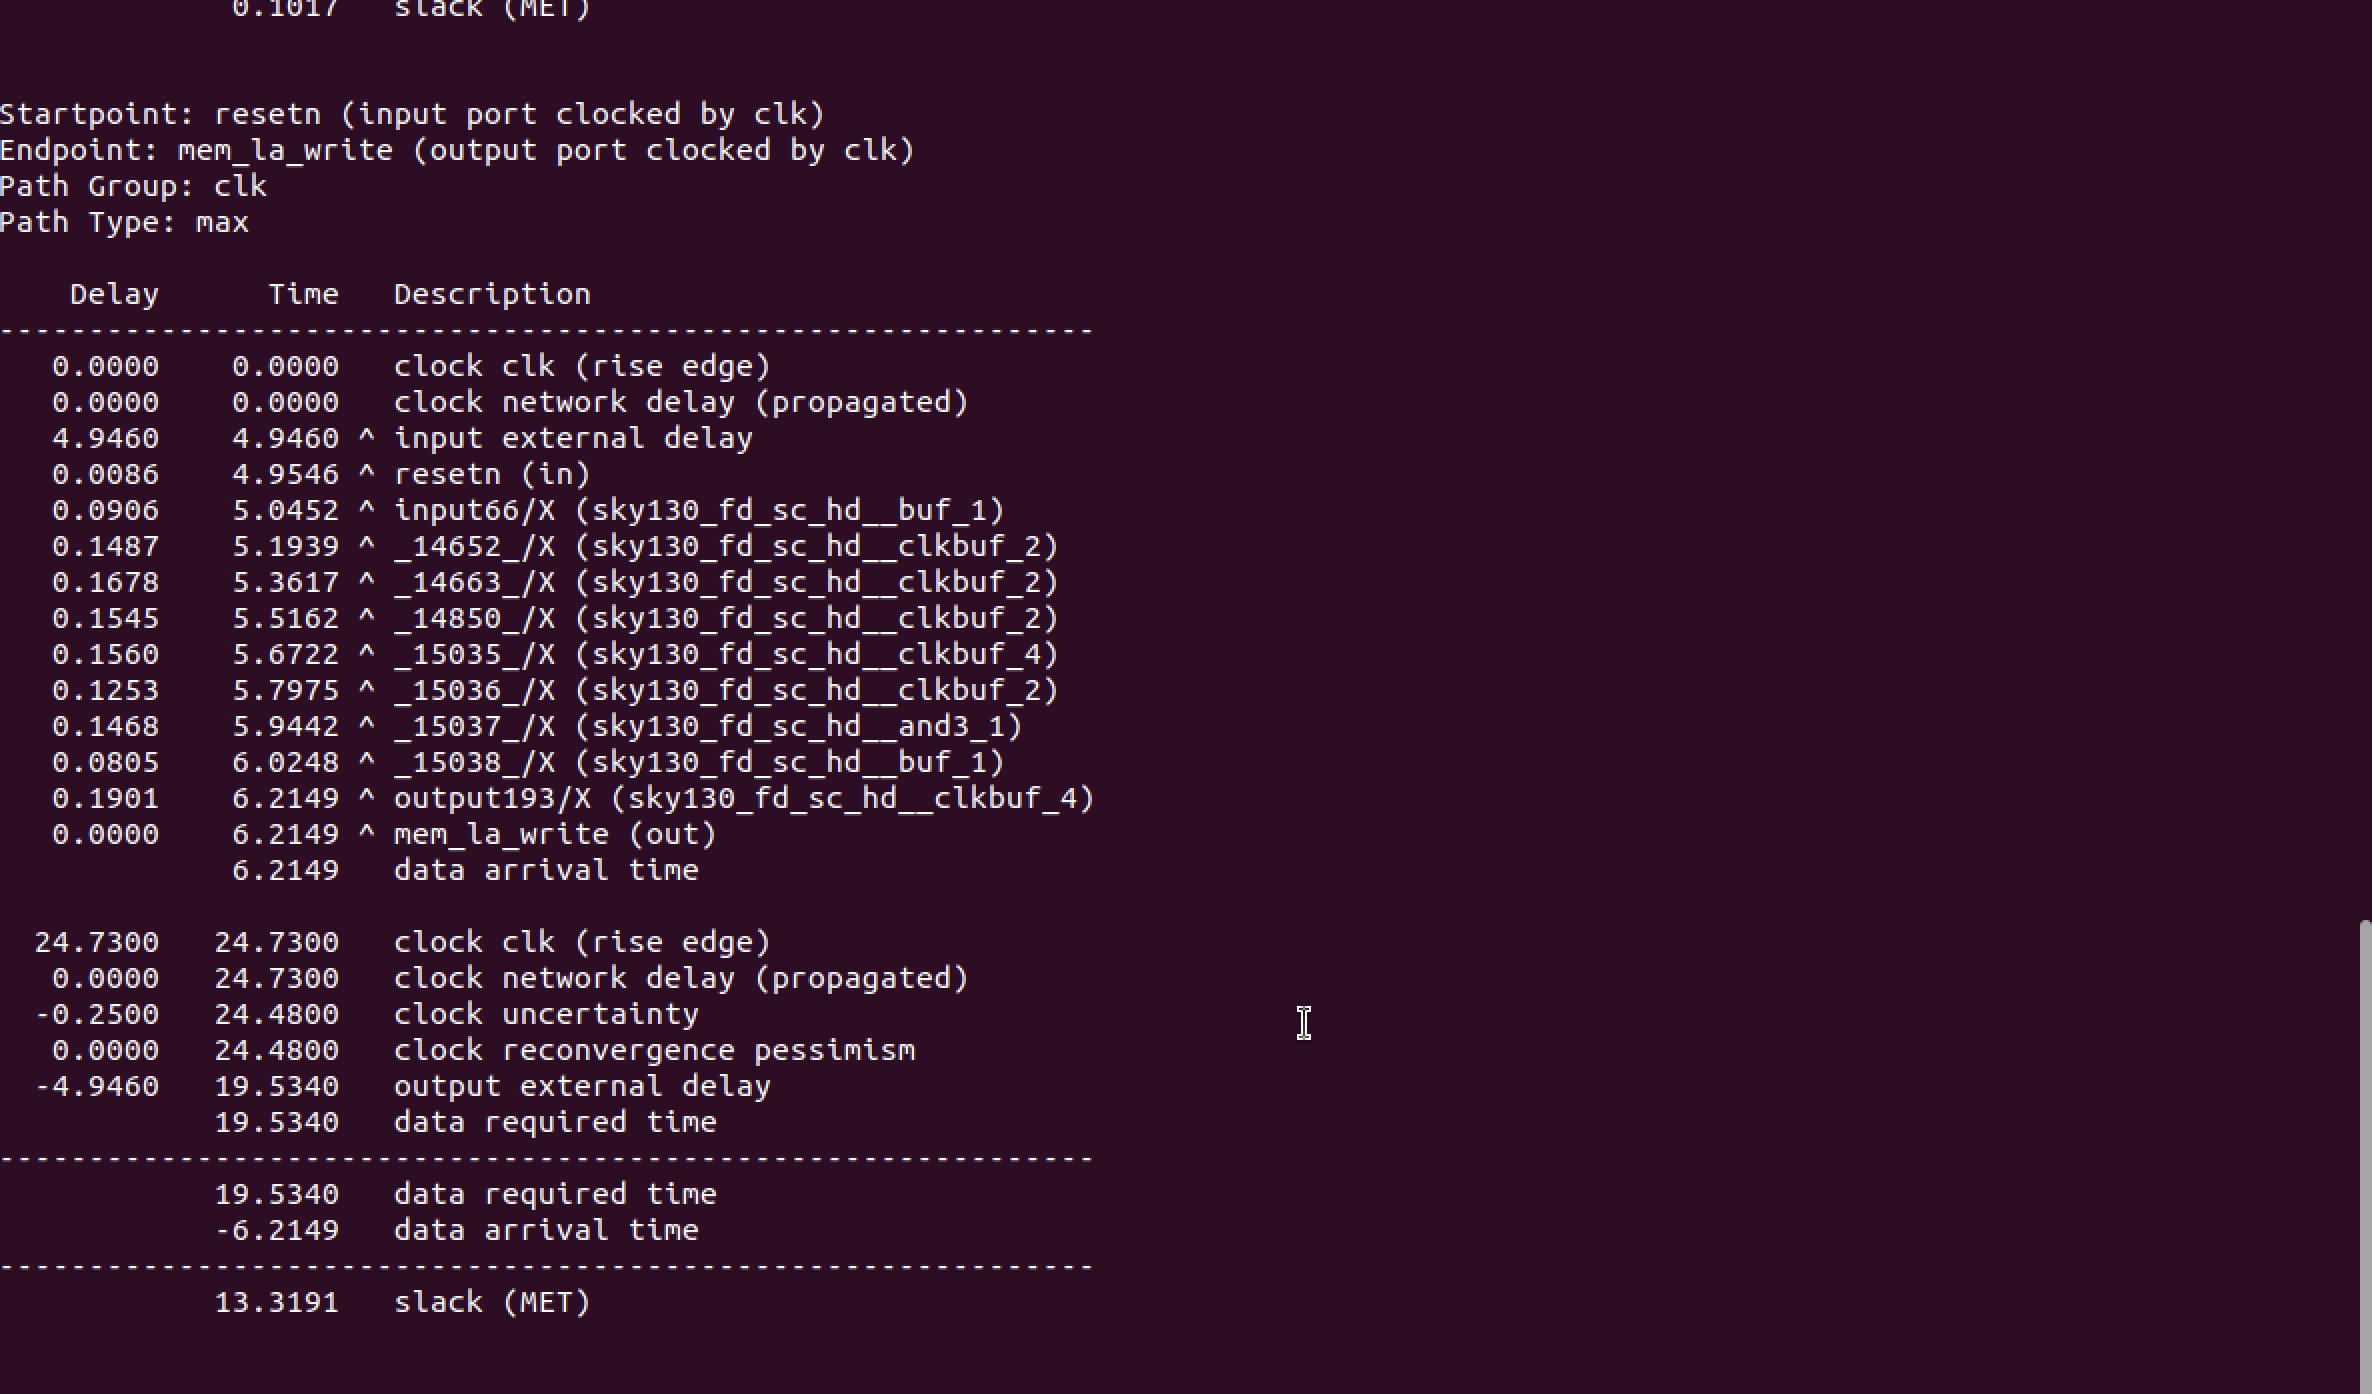 0.1017   slack (MET)
Startpoint: resetn (input port clocked by clk)
Endpoint: mem_la_write (output port clocked by clk)
Path Group: clk
Path Type: max
    Delay      Time   Description
-------------------------------------------------------------
   0.0000    0.0000   clock clk (rise edge)
   0.0000    0.0000   clock network delay (propagated)
   4.9460    4.9460 ^ input external delay
   0.0086    4.9546 ^ resetn (in)
   0.0906    5.0452 ^ input66/X (sky130_fd_sc_hd__buf_1)
   0.1487    5.1939 ^ _14652_/X (sky130_fd_sc_hd__clkbuf_2)
   0.1678    5.3617 ^ _14663_/X (sky130_fd_sc_hd__clkbuf_2)
   0.1545    5.5162 ^ _14850_/X (sky130_fd_sc_hd__clkbuf_2)
   0.1560    5.6722 ^ _15035_/X (sky130_fd_sc_hd__clkbuf_4)
   0.1253    5.7975 ^ _15036_/X (sky130_fd_sc_hd__clkbuf_2)
   0.1468    5.9442 ^ _15037_/X (sky130_fd_sc_hd__and3_1)
   0.0805    6.0248 ^ _15038_/X (sky130_fd_sc_hd__buf_1)
   0.1901    6.2149 ^ output193/X (sky130_fd_sc_hd__clkbuf_4)
   0.0000    6.2149 ^ mem_la_write (out)
             6.2149   data arrival time
  24.7300   24.7300   clock clk (rise edge)
   0.0000   24.7300   clock network delay (propagated)
  -0.2500   24.4800   clock uncertainty
   0.0000   24.4800   clock reconvergence pessimism
  -4.9460   19.5340   output external delay
            19.5340   data required time
-------------------------------------------------------------
            19.5340   data required time
            -6.2149   data arrival time
-------------------------------------------------------------
            13.3191   slack (MET)